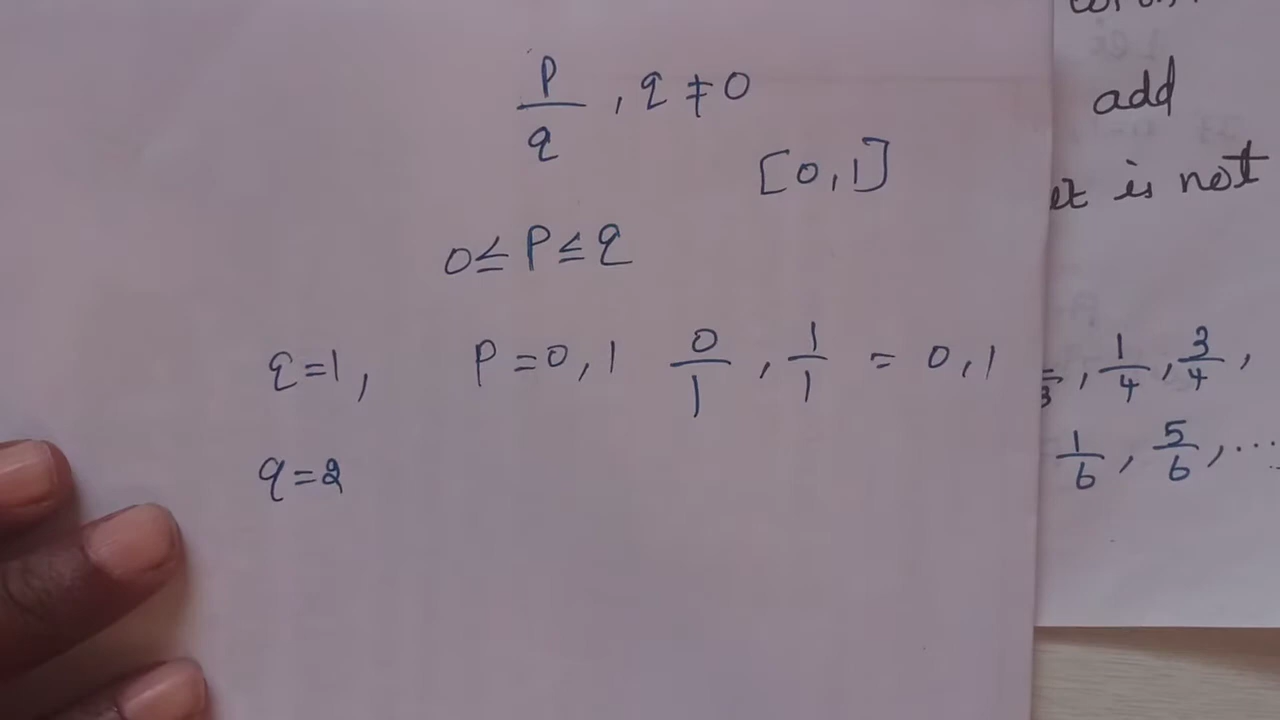 p/q , q ≠ 0
[0,1]
0 ≤ P ≤ q
q=1, P=0,1 0/1 , 1/1 = 0,1
q=2
add
is not
, 1/4 , 3/4 ,
1/6 , 5/6 , ...